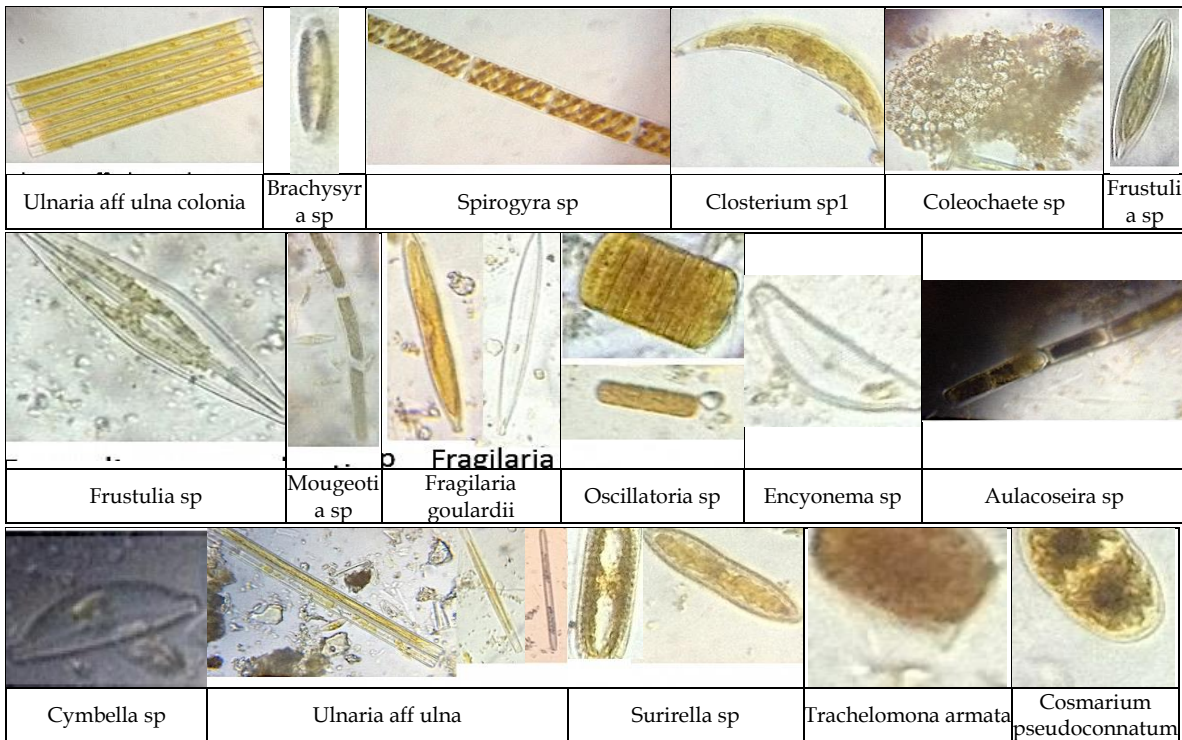 Ulnaria aff ulna colonia
Brachysyr
a sp
Spirogyra sp
Closterium sp1
Coleochaete sp
Frustuli
a sp
p Fragilaria
Frustulia sp
Mougeoti
a sp
Fragilaria
goulardii
Oscillatoria sp
Encyonema sp
Aulacoseira sp
Cymbella sp
Ulnaria aff ulna
Surirella sp
Trachelomona armata
Cosmarium
pseudoconnatum